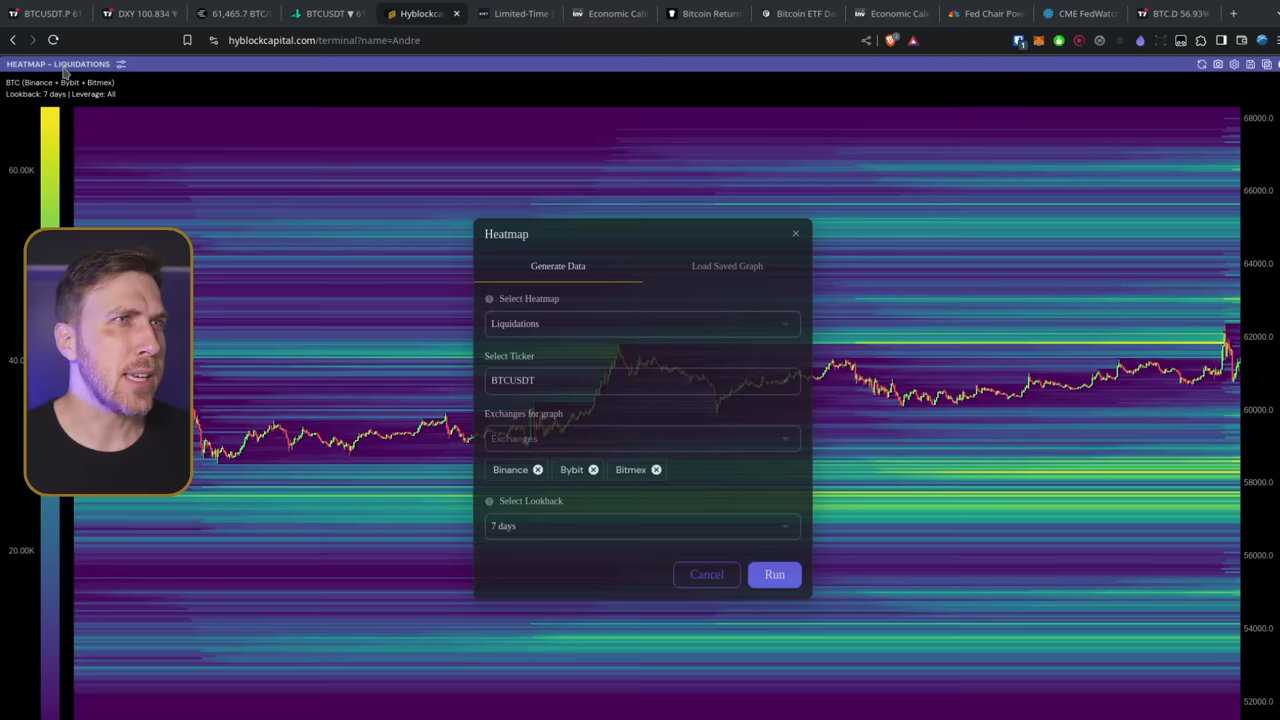 BTCUSDT.P 61
DXY 100.834
61,465.7 BTC/
BTCUSDT ▼ 6
Hyblockcap
Limited-Time
Economic Cale
Bitcoin Return
Bitcoin ETF Da
Economic Cale
Fed Chair Pow
CME FedWatch
BTC.D 56.93%
hyblockcapital.com/terminal?name=Andre
HEATMAP - LIQUIDATIONS
BTC (Binance + Bybit + Bitmex)
Lookback: 7 days | Leverage: All
60.00K
40.0
20.00K
68000.0
66000.0
64000.0
62000.0
60000.0
58000.0
56000.0
54000.0
52000.0
Heatmap
Generate Data
Load Saved Graph
Select Heatmap
Liquidations
Select Ticker
BTCUSDT
Exchanges for graph
Exchanges
Binance
Bybit
Bitmex
Select Lookback
7 days
Cancel
Run